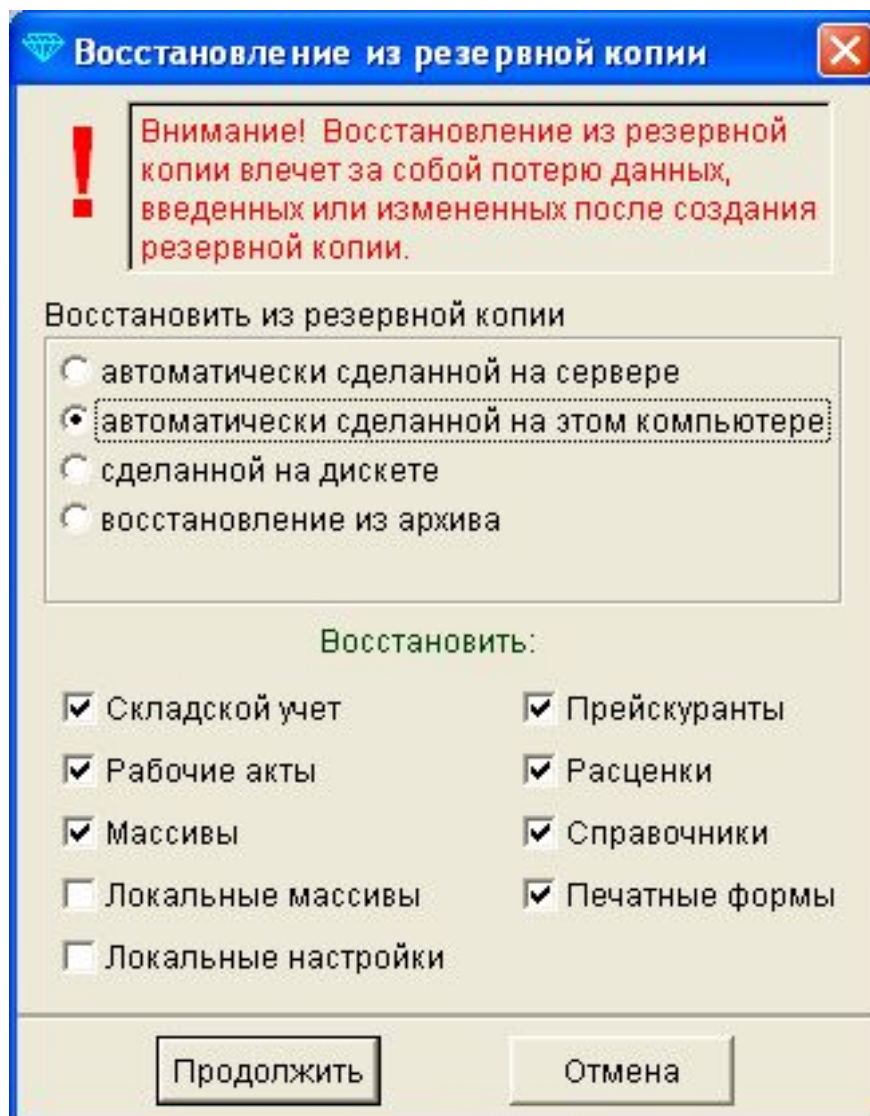 Восстановление из резервной копии
!
Внимание! Восстановление из резервной
копии влечет за собой потерю данных,
введенных или измененных после создания
резервной копии.
Восстановить из резервной копии
автоматически сделанной на сервере
автоматически сделанной на этом компьютере
сделанной на дискете
восстановление из архива
Восстановить:
Складской учет
Прейскуранты
Рабочие акты
Расценки
Массивы
Справочники
Локальные массивы
Печатные формы
Локальные настройки
Продолжить
Отмена